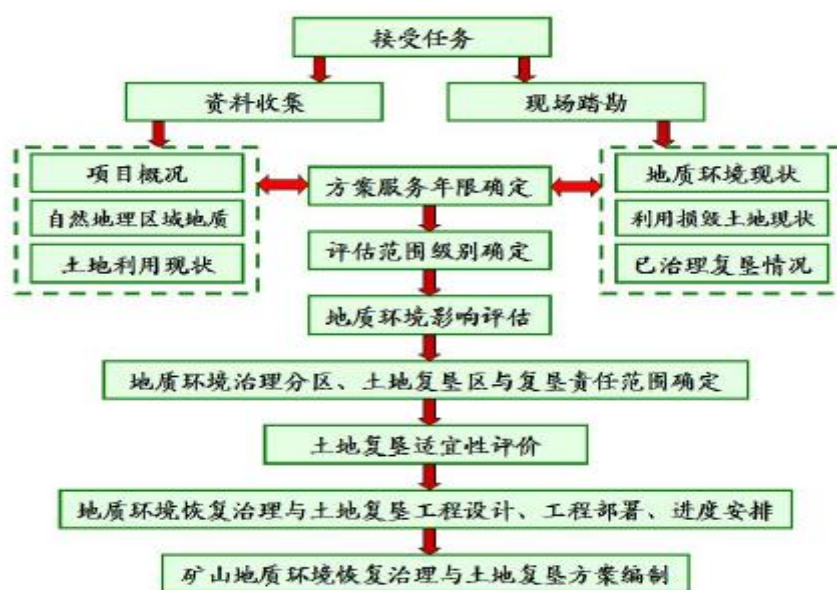 接受任务
资料收集
现场踏勘
项目概况
自然地理区域地质
土地利用现状
方案服务年限确定
地质环境现状
利用损毁土地现状
已治理复垦情况
评估范围级别确定
地质环境影响评估
地质环境治理分区、土地复垦区与复垦责任范围确定
土地复垦适宜性评价
地质环境恢复治理与土地复垦工程设计、工程部署、进度安排
矿山地质环境恢复治理与土地复垦方案编制